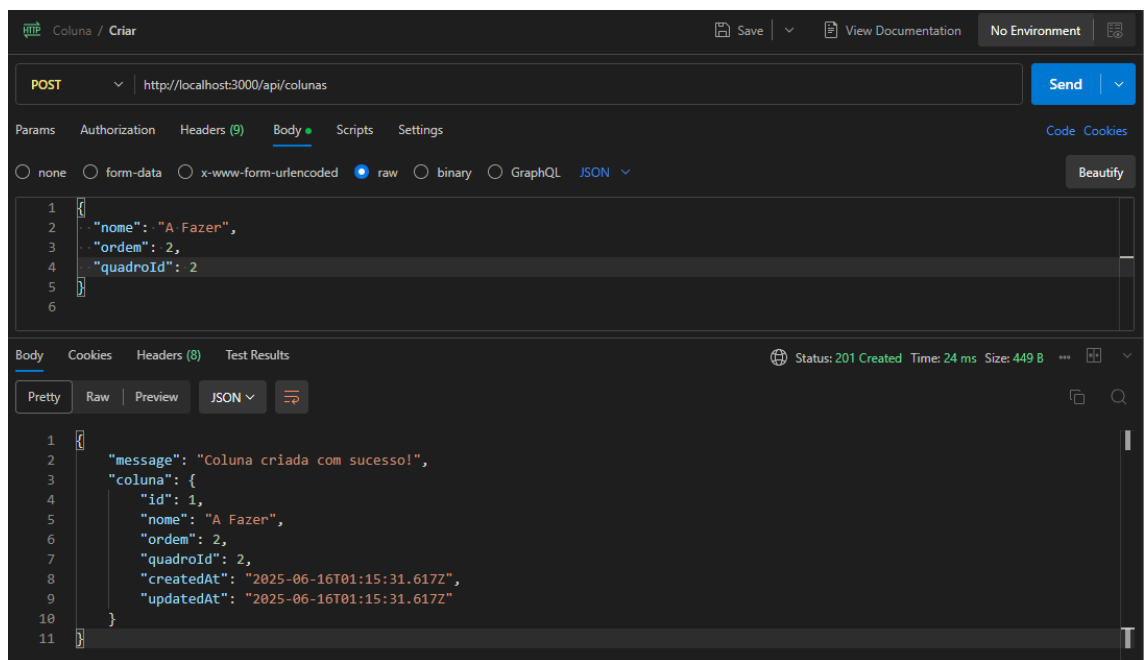 HTTP Coluna / Criar Save View Documentation No Environment
POST http://localhost:3000/api/colunas Send
Params Authorization Headers (9) Body Scripts Settings Code Cookies
none form-data x-www-form-urlencoded raw binary GraphQL JSON Beautify
1 {
2 "nome": "A Fazer",
3 "ordem": 2,
4 "quadroId": 2
5 }
6
Body Cookies Headers (8) Test Results Status: 201 Created Time: 24 ms Size: 449 B
Pretty Raw Preview JSON
1 {
2 "message": "Coluna criada com sucesso!",
3 "coluna": {
4 "id": 1,
5 "nome": "A Fazer",
6 "ordem": 2,
7 "quadroId": 2,
8 "createdAt": "2025-06-16T01:15:31.617Z",
9 "updatedAt": "2025-06-16T01:15:31.617Z"
10 }
11 }